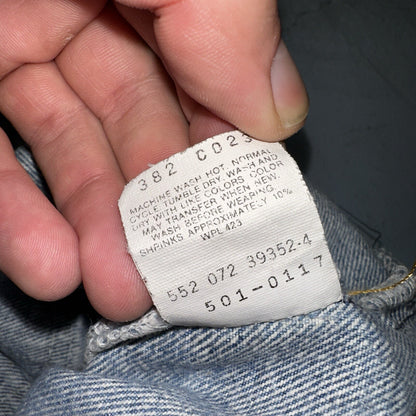 382 C023
MACHINE WASH HOT, NORMAL
CYCLE. TUMBLE DRY. WASH AND
DRY WITH LIKE COLORS. COLOR
MAY TRANSFER WHEN NEW.
WASH BEFORE WEARING.
SHRINKS APPROXIMATELY 10%
WPL 423
552 072 39352-4
501-0117